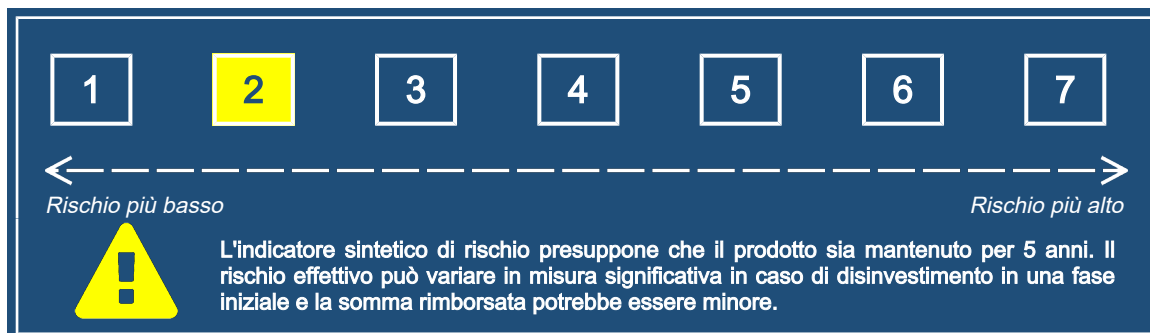 1 2 3 4 5 6 7
Rischio più basso Rischio più alto
L'indicatore sintetico di rischio presuppone che il prodotto sia mantenuto per 5 anni. Il
rischio effettivo può variare in misura significativa in caso di disinvestimento in una fase
iniziale e la somma rimborsata potrebbe essere minore.